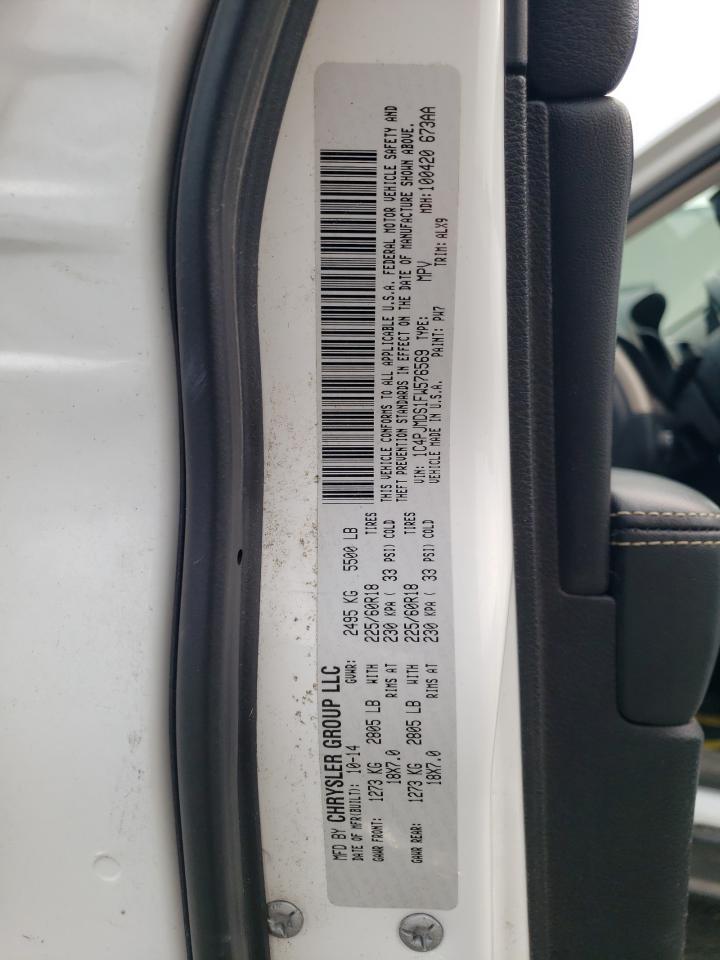 MFD BY CHRYSLER GROUP LLC
DATE OF MFR(BUILT): 10-14 GVWR: 2495 KG 5500 LB
GAWR FRONT: 1273 KG 2805 LB WITH 225/60R18 TIRES
18X7.0 RIMS AT 230 KPA ( 33 PSI) COLD
GAWR REAR: 1273 KG 2805 LB WITH 225/60R18 TIRES
18X7.0 RIMS AT 230 KPA ( 33 PSI) COLD
THIS VEHICLE CONFORMS TO ALL APPLICABLE U.S.A. FEDERAL MOTOR VEHICLE SAFETY AND
THEFT PREVENTION STANDARDS IN EFFECT ON THE DATE OF MANUFACTURE SHOWN ABOVE.
VIN: 1C4PJMDS1FW576569 TYPE: MPV MDH:100420 673AA
VEHICLE MADE IN U.S.A. PAINT: PW7 TRIM: ALX9